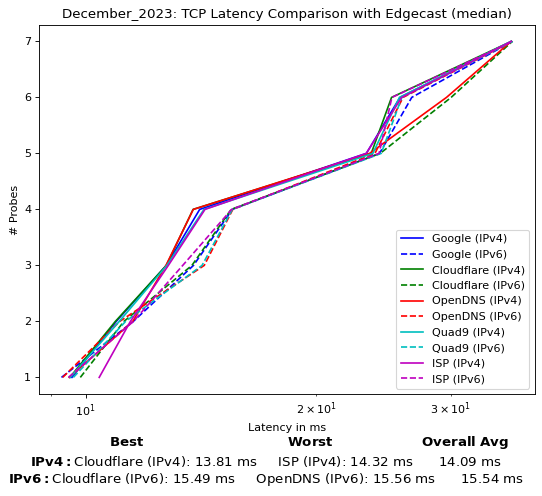 December_2023: TCP Latency Comparison with Edgecast (median)
7
6
5
4
3
2
1
# Probes
Google (IPv4)
Google (IPv6)
Cloudflare (IPv4)
Cloudflare (IPv6)
OpenDNS (IPv4)
OpenDNS (IPv6)
Quad9 (IPv4)
Quad9 (IPv6)
ISP (IPv4)
ISP (IPv6)
10¹ 2 × 10¹ 3 × 10¹
Latency in ms
Best Worst Overall Avg
IPv4: Cloudflare (IPv4): 13.81 ms ISP (IPv4): 14.32 ms 14.09 ms
IPv6: Cloudflare (IPv6): 15.49 ms OpenDNS (IPv6): 15.56 ms 15.54 ms